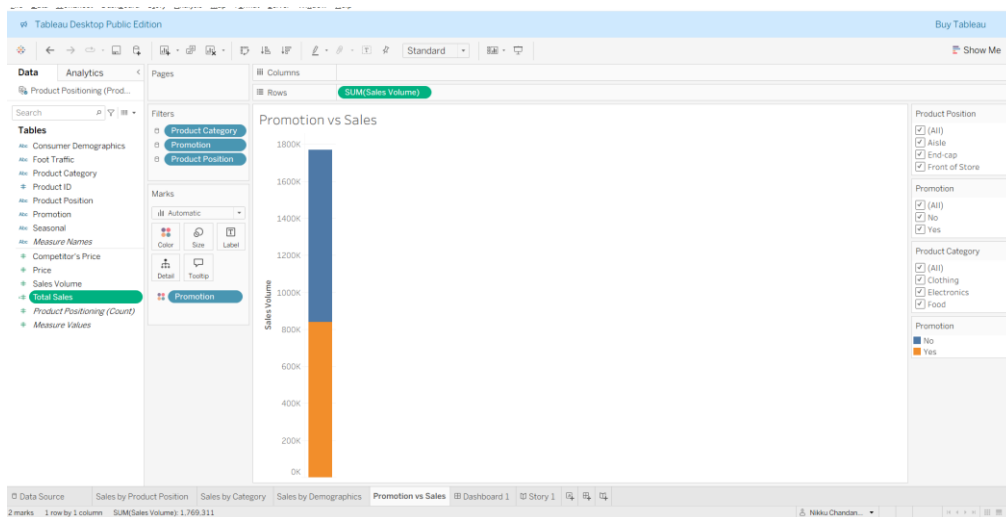 Tableau Desktop Public Edition Buy Tableau
Standard Show Me
Data Analytics Pages Columns
Product Positioning (Prod... Rows SUM(Sales Volume)
Search Filters Promotion vs Sales Product Position
Tables Product Category 1800K (All)
Abc Consumer Demographics Promotion Aisle
Abc Foot Traffic Product Position End-cap
Abc Product Category 1600K Front of Store
Product ID Marks Promotion
Abc Product Position Automatic (All)
Abc Promotion 1400K No
Abc Seasonal Color Size Label Yes
Abc Measure Names 1200K Product Category
Competitor's Price Detail Tooltip (All)
Price Clothing
Sales Volume Promotion 1000K Electronics
Total Sales Sales Volume Food
Product Positioning (Count) Promotion
Measure Values 800K No
Yes
600K
400K
200K
0K
Data Source Sales by Product Position Sales by Category Sales by Demographics Promotion vs Sales Dashboard 1 Story 1
2 marks 1 row by 1 column SUM(Sales Volume): 1,769,311 Nikku Chandan...